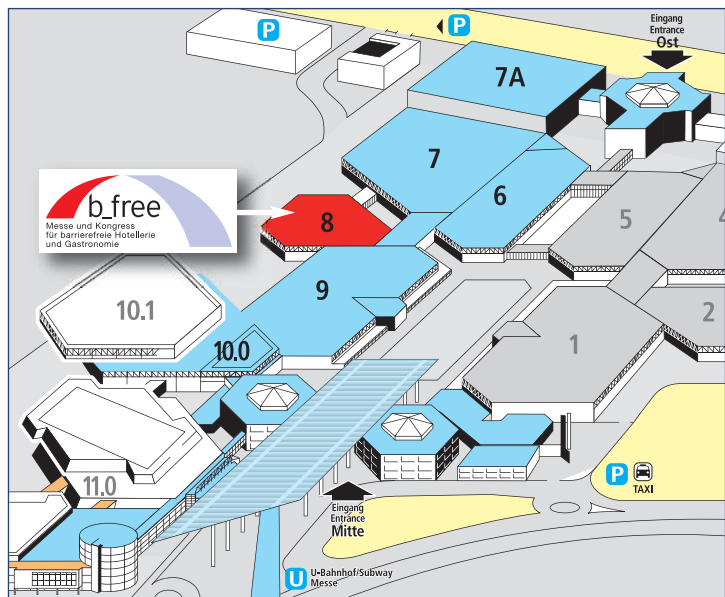 P
P
Eingang
Entrance
Ost
7A
7
6
5
4
b_free
Messe und Kongress
für barrierefreie Hotellerie
und Gastronomie
8
9
10.1
10.0
1
2
11.0
Eingang
Entrance
Mitte
P
TAXI
U
U-Bahnhof/Subway
Messe